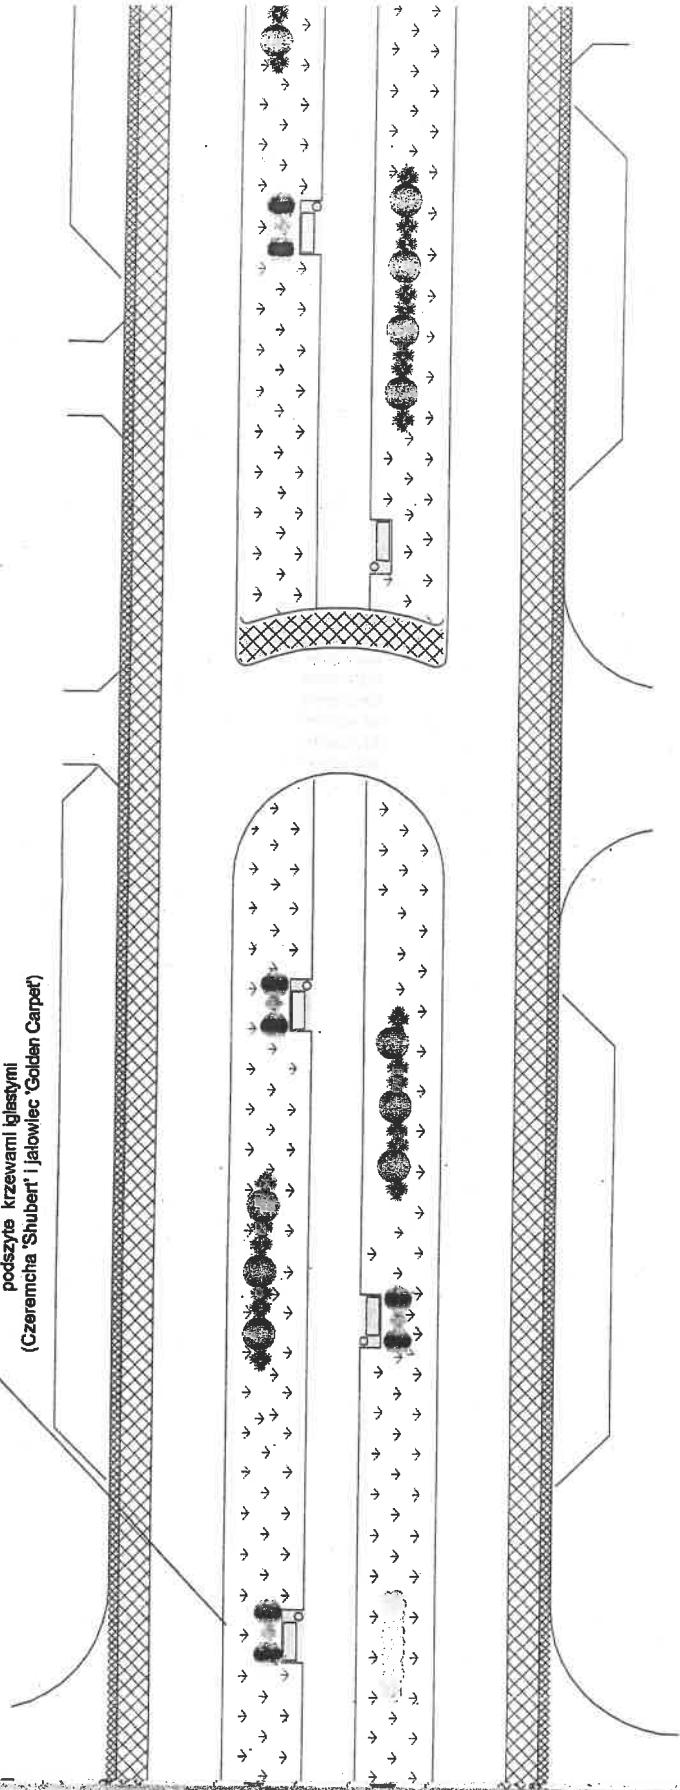 podszyte krzewami iglastymi
(Czeremcha 'Shubert' i jałowiec 'Golden Carpet')